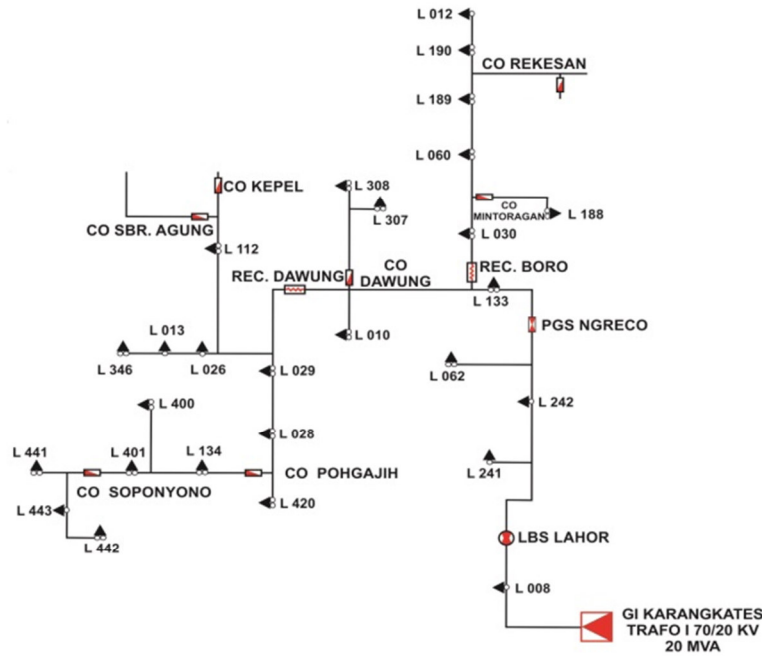 L 012
L 190
CO REKESAN
L 189
L 060
CO KEPEL
L 308
L 307
CO
MINTORAGAN
L 188
CO SBR. AGUNG
L 112
L 030
REC. DAWUNG
CO
DAWUNG
REC. BORO
L 133
L 013
L 010
PGS NGRECO
L 346
L 026
L 029
L 062
L 242
L 400
L 028
L 441
L 401
L 134
CO POHGAJIH
L 241
CO SOPONYONO
L 443
L 420
L 442
LBS LAHOR
L 008
GI KARANGKATES
TRAFO I 70/20 KV
20 MVA